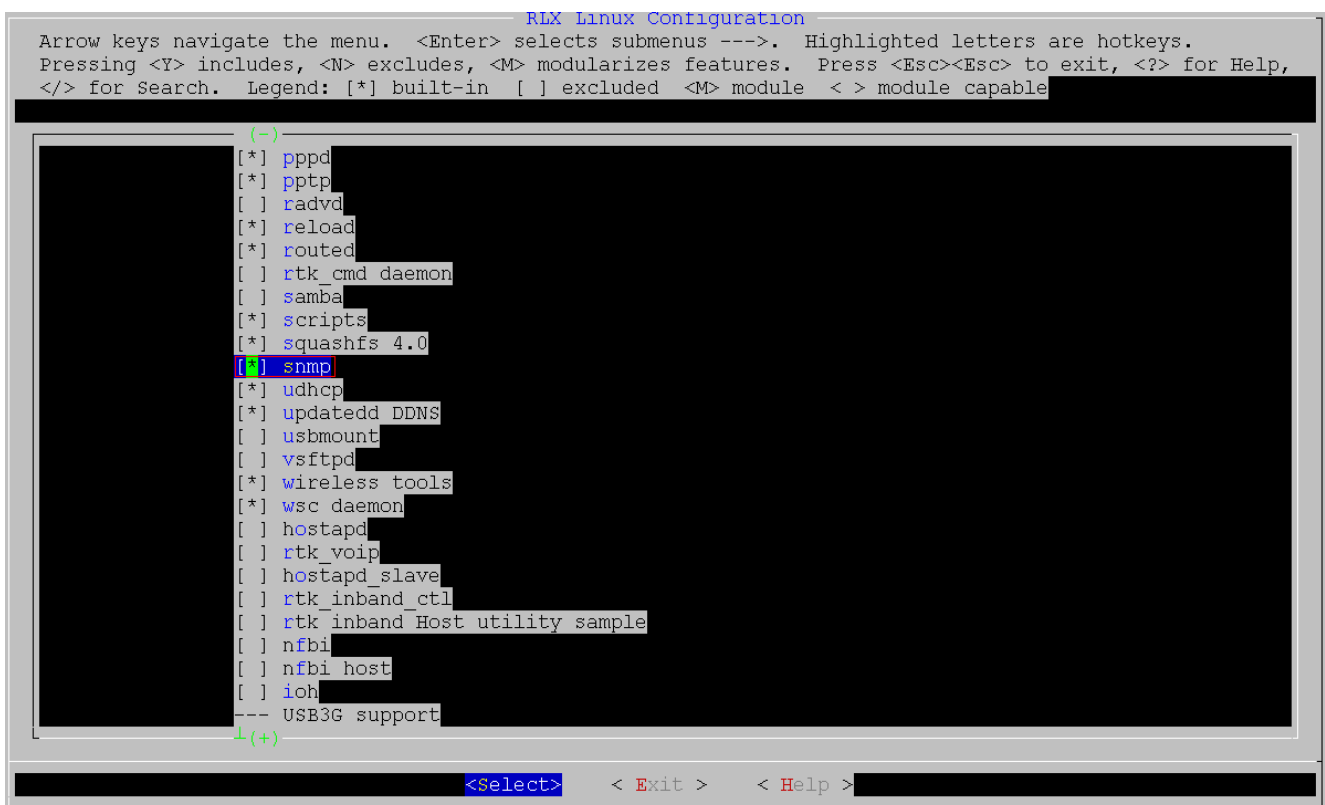 RLX Linux Configuration
Arrow keys navigate the menu.  <Enter> selects submenus --->.  Highlighted letters are hotkeys.
Pressing <Y> includes, <N> excludes, <M> modularizes features.  Press <Esc><Esc> to exit, <?> for Help,
</> for Search.  Legend: [*] built-in  [ ] excluded  <M> module  < > module capable
(-)
[*] pppd
[*] pptp
[ ] radvd
[*] reload
[*] routed
[ ] rtk_cmd daemon
[ ] samba
[*] scripts
[*] squashfs 4.0
[*] snmp
[*] udhcp
[*] updatedd DDNS
[ ] usbmount
[ ] vsftpd
[*] wireless tools
[*] wsc daemon
[ ] hostapd
[ ] rtk_voip
[ ] hostapd_slave
[ ] rtk_inband_ctl
[ ] rtk inband Host utility sample
[ ] nfbi
[ ] nfbi host
[ ] ioh
--- USB3G support
┴(+)
<Select>    < Exit >    < Help >